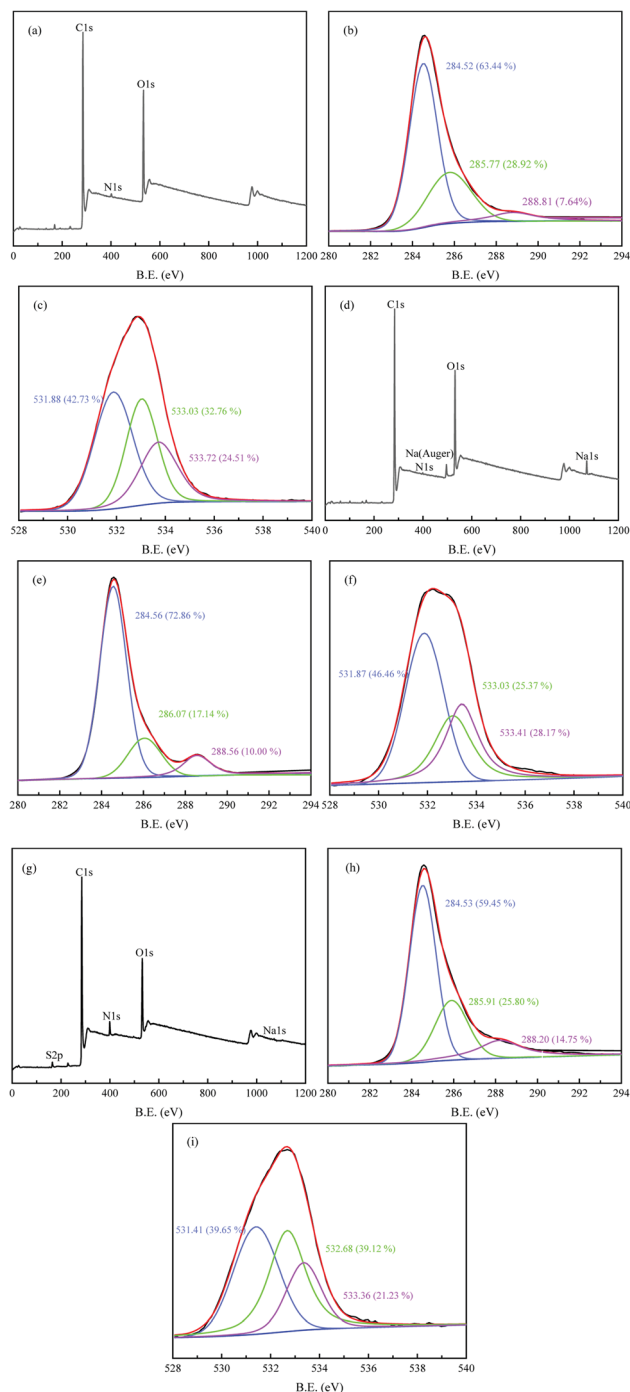 (a)
C1s
O1s
N1s
0 200 400 600 800 1000 1200
B.E. (eV)
(b)
284.52 (63.44 %)
285.77 (28.92 %)
288.81 (7.64%)
280 282 284 286 288 290 292 294
B.E. (eV)
(c)
531.88 (42.73 %)
533.03 (32.76 %)
533.72 (24.51 %)
528 530 532 534 536 538 540
B.E. (eV)
(d)
C1s
O1s
Na(Auger)
N1s
Na1s
0 200 400 600 800 1000 1200
B.E. (eV)
(e)
284.56 (72.86 %)
286.07 (17.14 %)
288.56 (10.00 %)
280 282 284 286 288 290 292 294
B.E. (eV)
(f)
531.87 (46.46 %)
533.03 (25.37 %)
533.41 (28.17 %)
528 530 532 534 536 538 540
B.E. (eV)
(g)
C1s
O1s
N1s
S2p
Na1s
0 200 400 600 800 1000 1200
B.E. (eV)
(h)
284.53 (59.45 %)
285.91 (25.80 %)
288.20 (14.75 %)
280 282 284 286 288 290 292 294
B.E. (eV)
(i)
531.41 (39.65 %)
532.68 (39.12 %)
533.36 (21.23 %)
528 530 532 534 536 538 540
B.E. (eV)